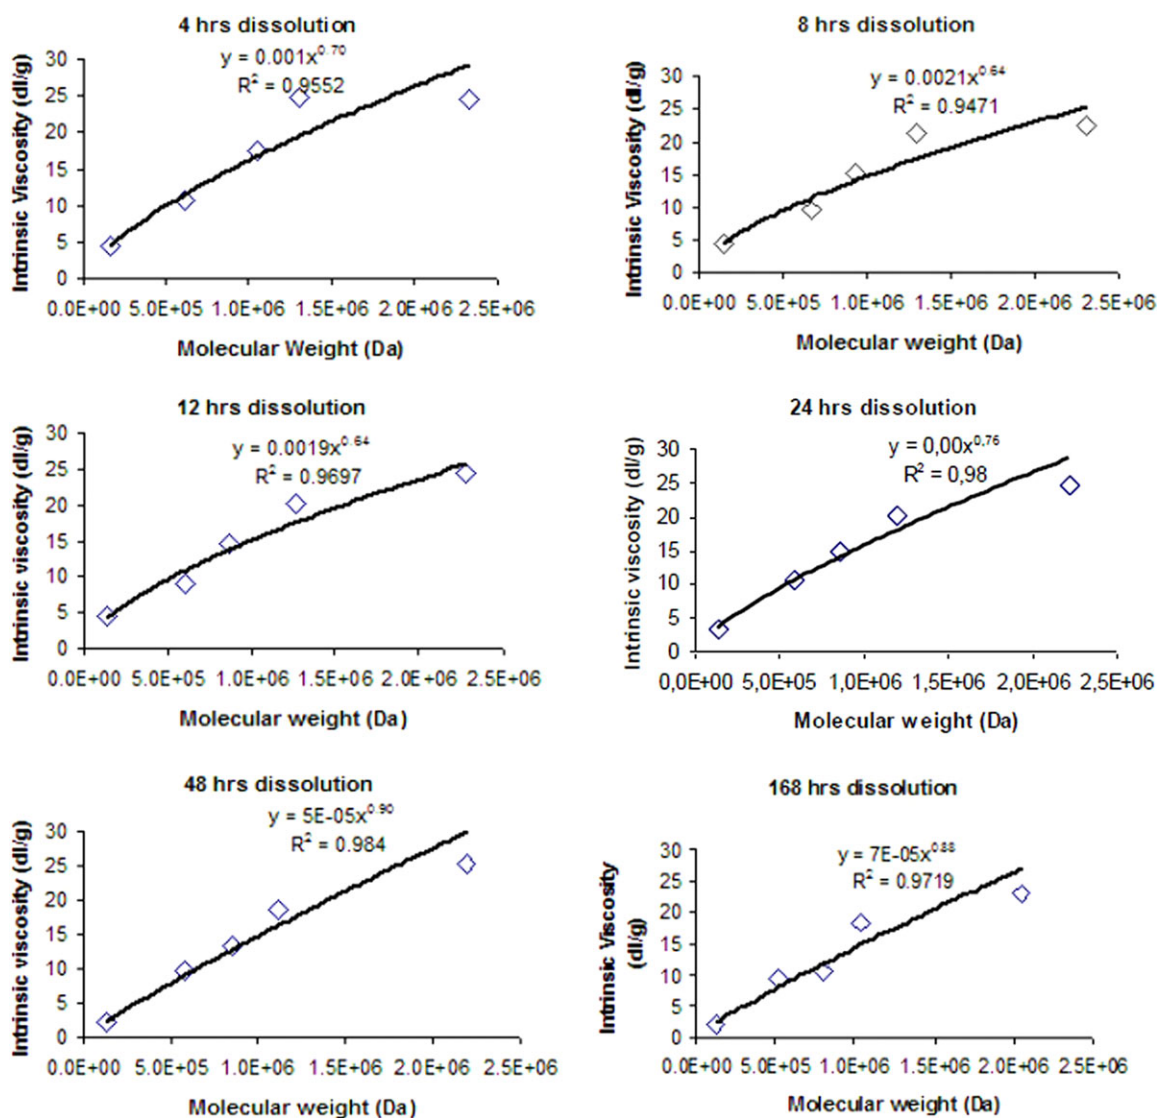 4 hrs dissolution
y = 0.001x^0.70
R² = 0.9552
Intrinsic Viscosity (dl/g)
30
25
20
15
10
5
0
0.0E+00 5.0E+05 1.0E+06 1.5E+06 2.0E+06 2.5E+06
Molecular Weight (Da)
8 hrs dissolution
y = 0.0021x^0.64
R² = 0.9471
Intrinsic Viscosity (dl/g)
30
25
20
15
10
5
0
0.0E+00 5.0E+05 1.0E+06 1.5E+06 2.0E+06 2.5E+06
Molecular weight (Da)
12 hrs dissolution
y = 0.0019x^0.64
R² = 0.9697
Intrinsic viscosity (dl/g)
30
25
20
15
10
5
0
0.0E+00 5.0E+05 1.0E+06 1.5E+06 2.0E+06 2.5E+06
Molecular weight (Da)
24 hrs dissolution
y = 0,00x^0,76
R² = 0,98
Intrinsic viscosity (dl/g)
30
25
20
15
10
5
0
0,0E+00 5,0E+05 1,0E+06 1,5E+06 2,0E+06 2,5E+06
Molecular weight (Da)
48 hrs dissolution
y = 5E-05x^0.90
R² = 0.984
Intrinsic viscosity (dl/g)
30
25
20
15
10
5
0
0.0E+00 5.0E+05 1.0E+06 1.5E+06 2.0E+06 2.5E+06
Molecular weight (Da)
168 hrs dissolution
y = 7E-05x^0.88
R² = 0.9719
Intrinsic Viscosity
(dl/g)
30
25
20
15
10
5
0
0.0E+00 5.0E+05 1.0E+06 1.5E+06 2.0E+06 2.5E+06
Molecular weight (Da)